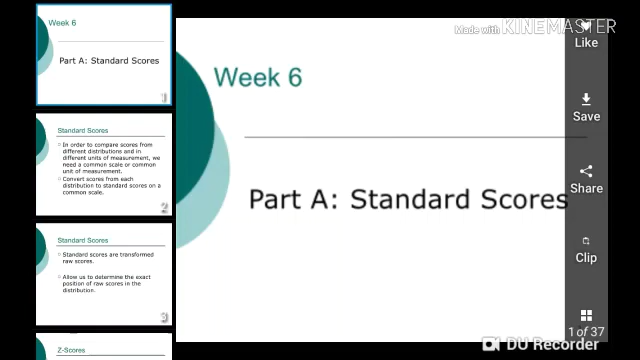 Week 6
Part A: Standard Scores
1
Standard Scores
In order to compare scores from
different distributions and in
different units of measurement, we
need a common scale or common
unit of measurement.
Convert scores from each
distribution to standard scores on a
common scale.
2
Standard Scores
Standard scores are transformed
raw scores.
Allow us to determine the exact
position of raw scores in the
distribution.
3
Z-Scores
Week 6
Part A: Standard Scores
Made with KINEMASTER
Like
Save
Share
Clip
1 of 37
DU Recorder